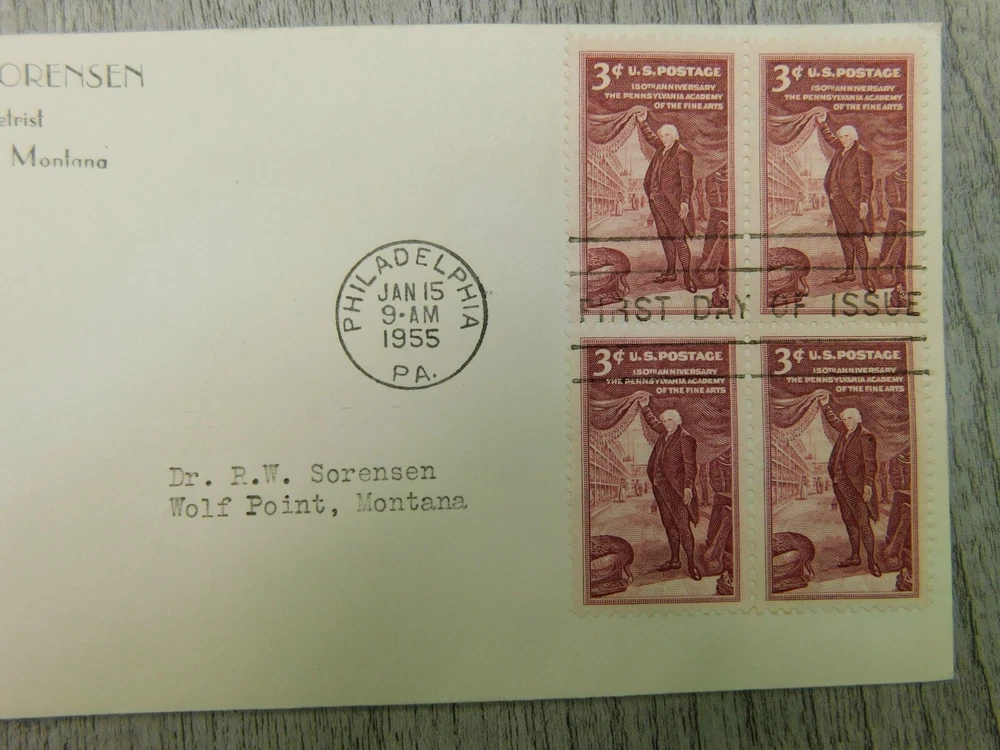 ORENSEN
etrist
Montana
PHILADELPHIA
JAN 15
9·AM
1955
PA.
Dr. R.W. Sorensen
Wolf Point, Montana
3¢ U.S. POSTAGE
150TH ANNIVERSARY
THE PENNSYLVANIA ACADEMY
OF THE FINE ARTS
3¢ U.S. POSTAGE
150TH ANNIVERSARY
THE PENNSYLVANIA ACADEMY
OF THE FINE ARTS
FIRST DAY OF ISSUE
3¢ U.S. POSTAGE
150TH ANNIVERSARY
THE PENNSYLVANIA ACADEMY
OF THE FINE ARTS
3¢ U.S. POSTAGE
150TH ANNIVERSARY
THE PENNSYLVANIA ACADEMY
OF THE FINE ARTS